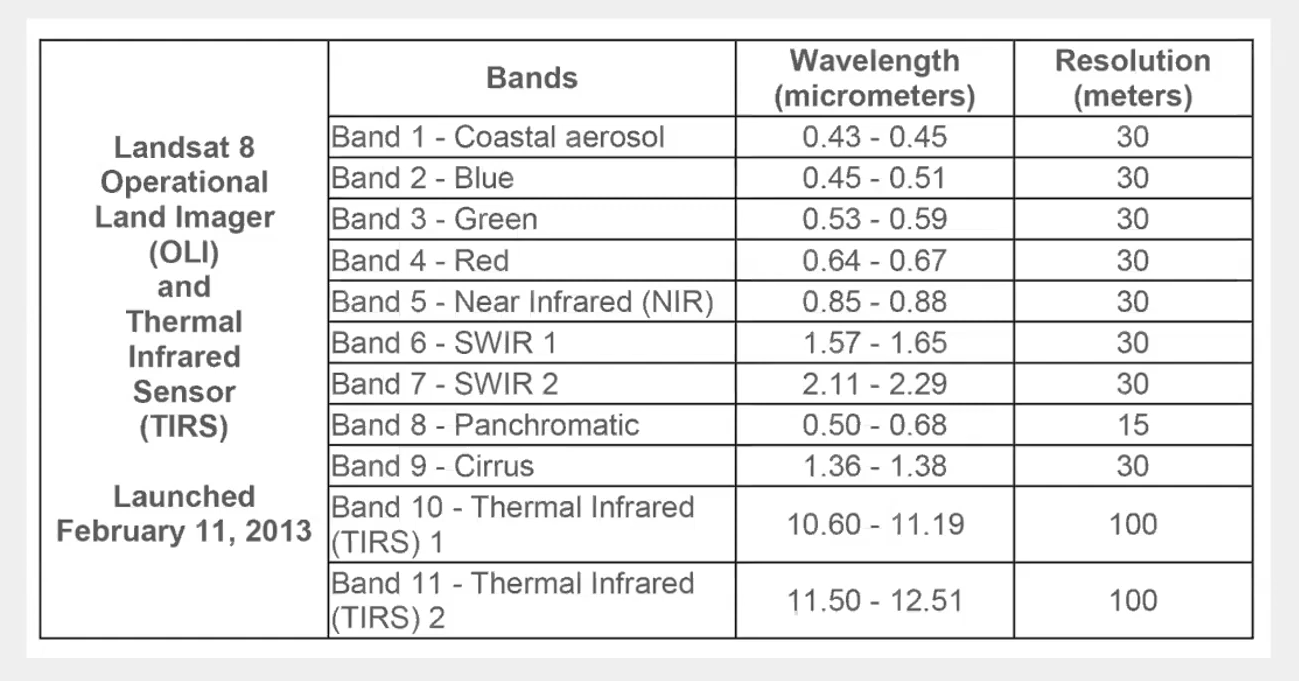 Landsat 8
Operational
Land Imager
(OLI)
and
Thermal
Infrared
Sensor
(TIRS)
Launched
February 11, 2013
Bands
Wavelength
(micrometers)
Resolution
(meters)
Band 1 - Coastal aerosol 0.43 - 0.45 30
Band 2 - Blue 0.45 - 0.51 30
Band 3 - Green 0.53 - 0.59 30
Band 4 - Red 0.64 - 0.67 30
Band 5 - Near Infrared (NIR) 0.85 - 0.88 30
Band 6 - SWIR 1 1.57 - 1.65 30
Band 7 - SWIR 2 2.11 - 2.29 30
Band 8 - Panchromatic 0.50 - 0.68 15
Band 9 - Cirrus 1.36 - 1.38 30
Band 10 - Thermal Infrared
(TIRS) 1
10.60 - 11.19 100
Band 11 - Thermal Infrared
(TIRS) 2
11.50 - 12.51 100